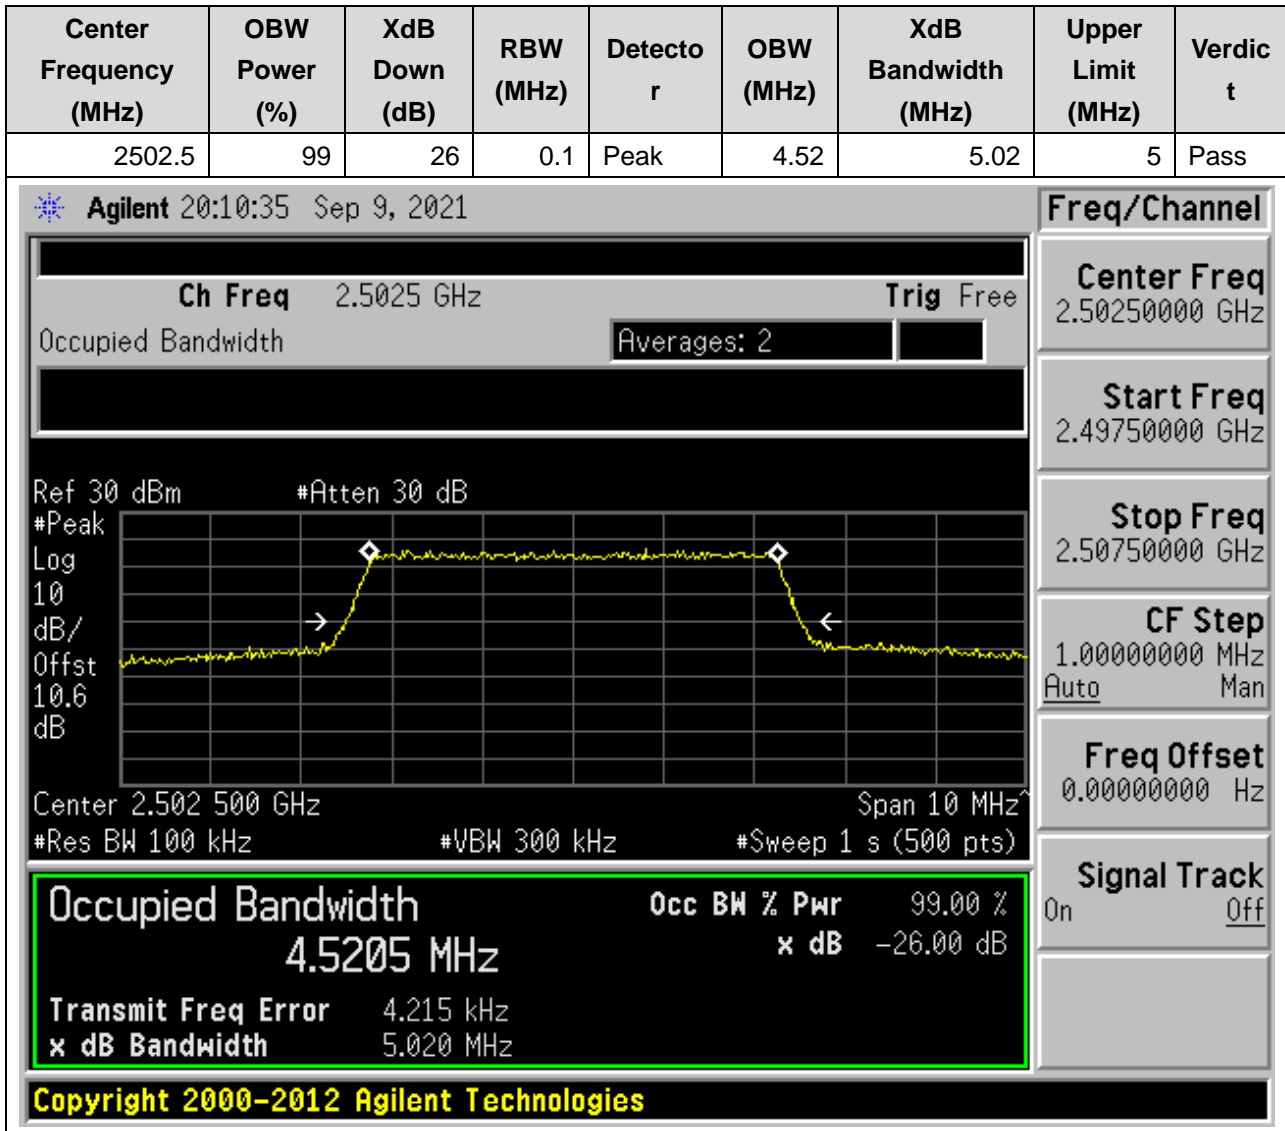 Center Frequency (MHz) OBW Power (%) XdB Down (dB) RBW (MHz) Detecto r OBW (MHz) XdB Bandwidth (MHz) Upper Limit (MHz) Verdic t
2502.5 99 26 0.1 Peak 4.52 5.02 5 Pass
Agilent 20:10:35 Sep 9, 2021
Freq/Channel
Ch Freq 2.5025 GHz Trig Free
Occupied Bandwidth Averages: 2
Ref 30 dBm #Atten 30 dB
#Peak
Log
10
dB/
Offst
10.6
dB
Center 2.502 500 GHz Span 10 MHz^
#Res BW 100 kHz #VBW 300 kHz #Sweep 1 s (500 pts)
Occupied Bandwidth Occ BW % Pwr 99.00 %
4.5205 MHz x dB -26.00 dB
Transmit Freq Error 4.215 kHz
x dB Bandwidth 5.020 MHz
Center Freq
2.50250000 GHz
Start Freq
2.49750000 GHz
Stop Freq
2.50750000 GHz
CF Step
1.00000000 MHz
Auto Man
Freq Offset
0.00000000 Hz
Signal Track
On Off
Copyright 2000-2012 Agilent Technologies